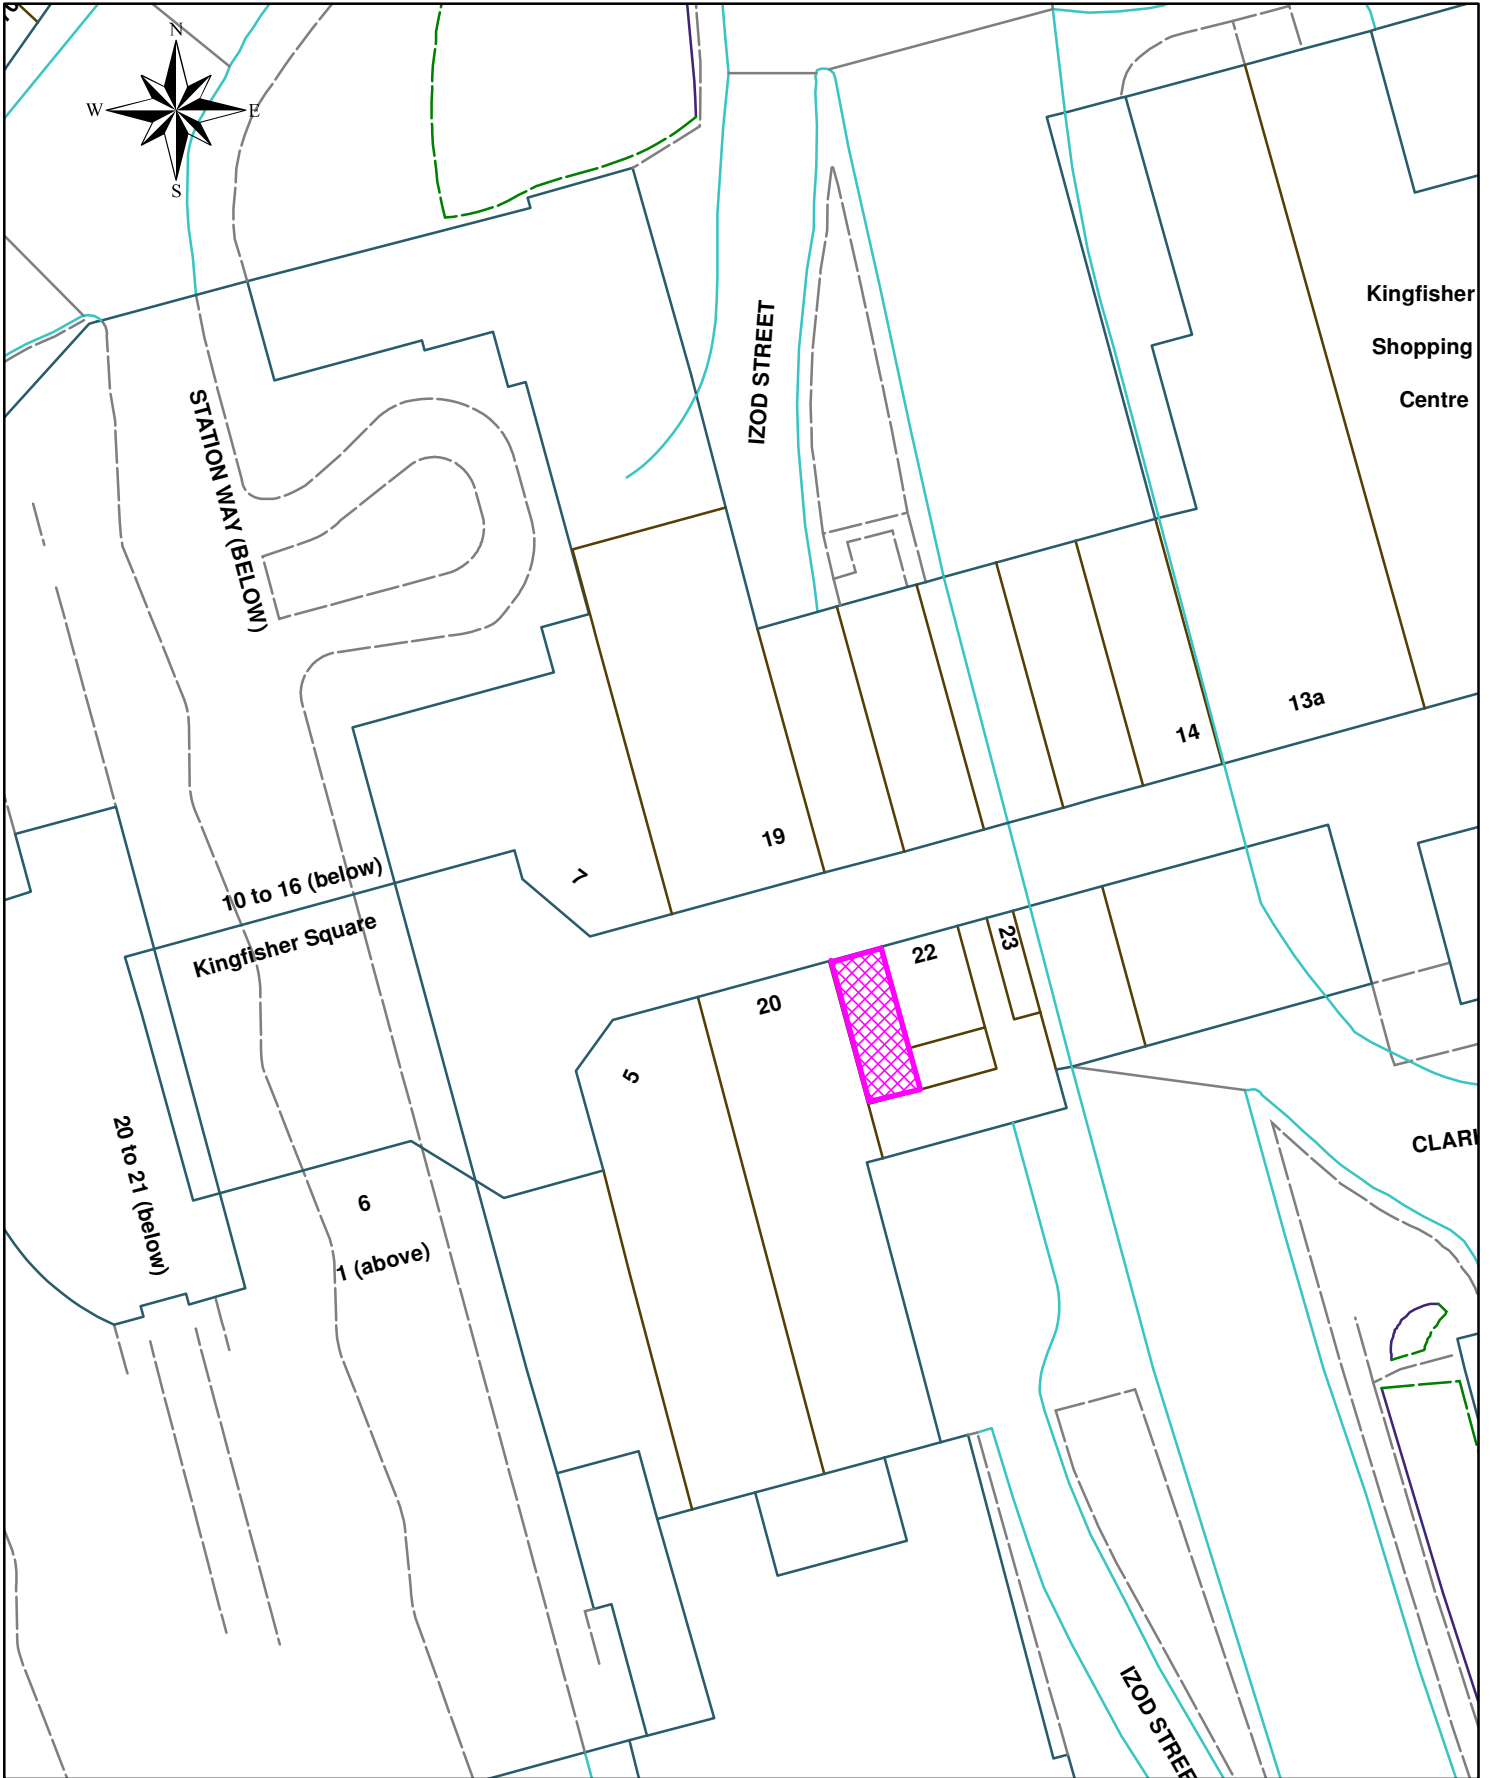 N
W
E
S
Kingfisher
Shopping
Centre
IZOD STREET
STATION WAY (BELOW)
13a
14
19
7
10 to 16 (below)
Kingfisher Square
22
23
20
5
20 to 21 (below)
6
1 (above)
IZOD STREE